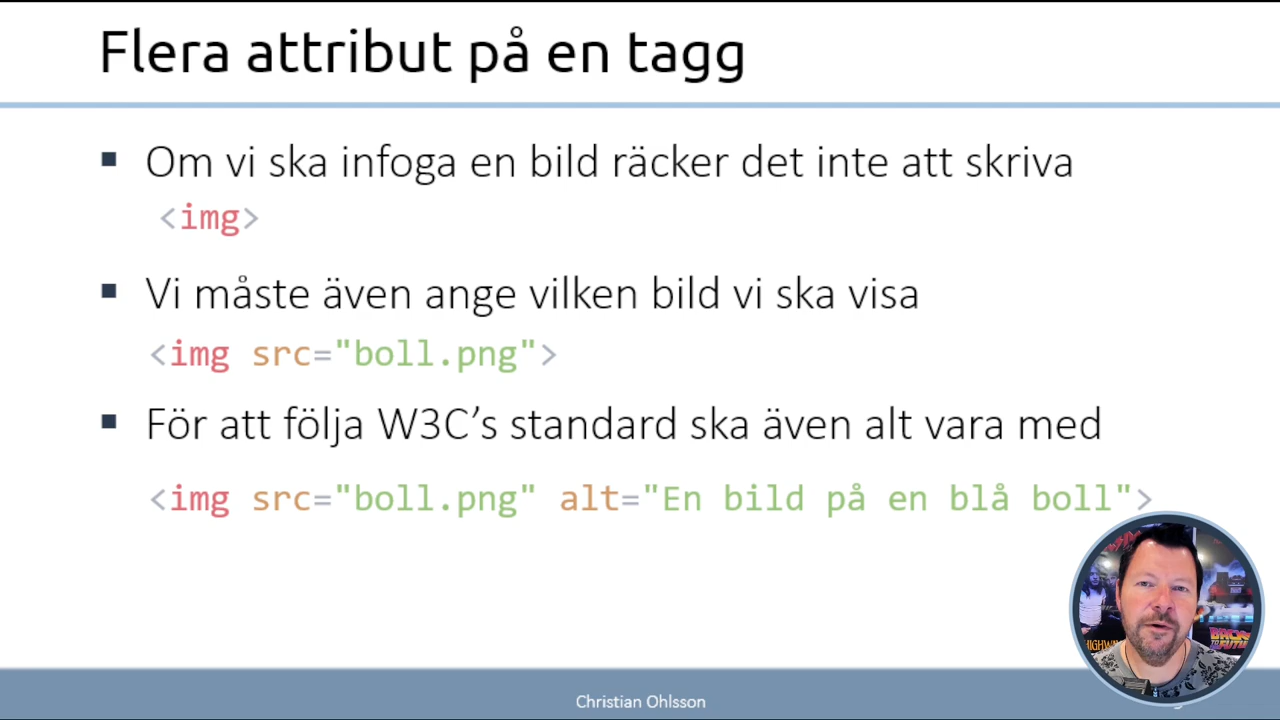 Flera attribut på en tagg
Om vi ska infoga en bild räcker det inte att skriva
<img>
Vi måste även ange vilken bild vi ska visa
<img src="boll.png">
För att följa W3C’s standard ska även alt vara med
<img src="boll.png" alt="En bild på en blå boll">
BACK
TO
Christian Ohlsson